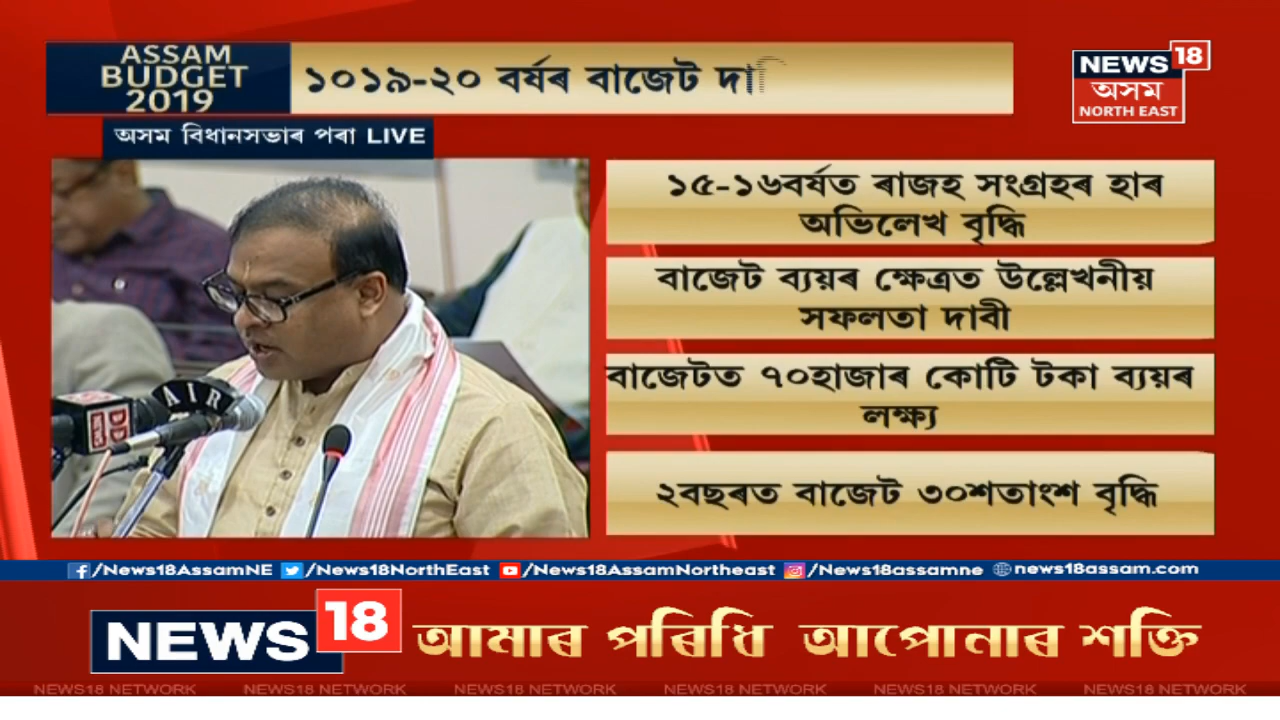 ASSAM
BUDGET
2019
১০১৯-২০ বৰ্ষৰ বাজেট
NEWS 18
অসম
NORTH EAST
অসম বিধানসভাৰ পৰা LIVE
১৫-১৬বৰ্ষত ৰাজহ সংগ্ৰহৰ হাৰ
অভিলেখ বৃদ্ধি
বাজেট ব্যয়ৰ ক্ষেত্ৰত উল্লেখনীয়
সফলতা দাবী
বাজেটত ৭০হাজাৰ কোটি টকা ব্যয়ৰ
লক্ষ্য
২বছৰত বাজেট ৩০শতাংশ বৃদ্ধি
AIR
DD
NEWS
/News18AssamNE /News18NorthEast /News18AssamNortheast /News18assamne news18assam.com
NEWS 18 আমাৰ পৰিধি আপোনাৰ শক্তি
NEWS18 NETWORK NEWS18 NETWORK NEWS18 NETWORK NEWS18 NETWORK NEWS18 NETWORK NEWS18 NETWORK